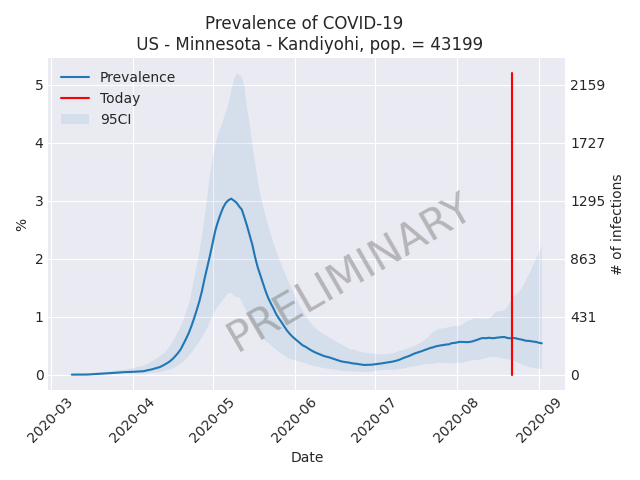 Prevalence of COVID-19
US - Minnesota - Kandiyohi, pop. = 43199
Prevalence
Today
95CI
PRELIMINARY
%
5
4
3
2
1
0
2159
1727
1295
863
431
0
# of infections
2020-03
2020-04
2020-05
2020-06
2020-07
2020-08
2020-09
Date